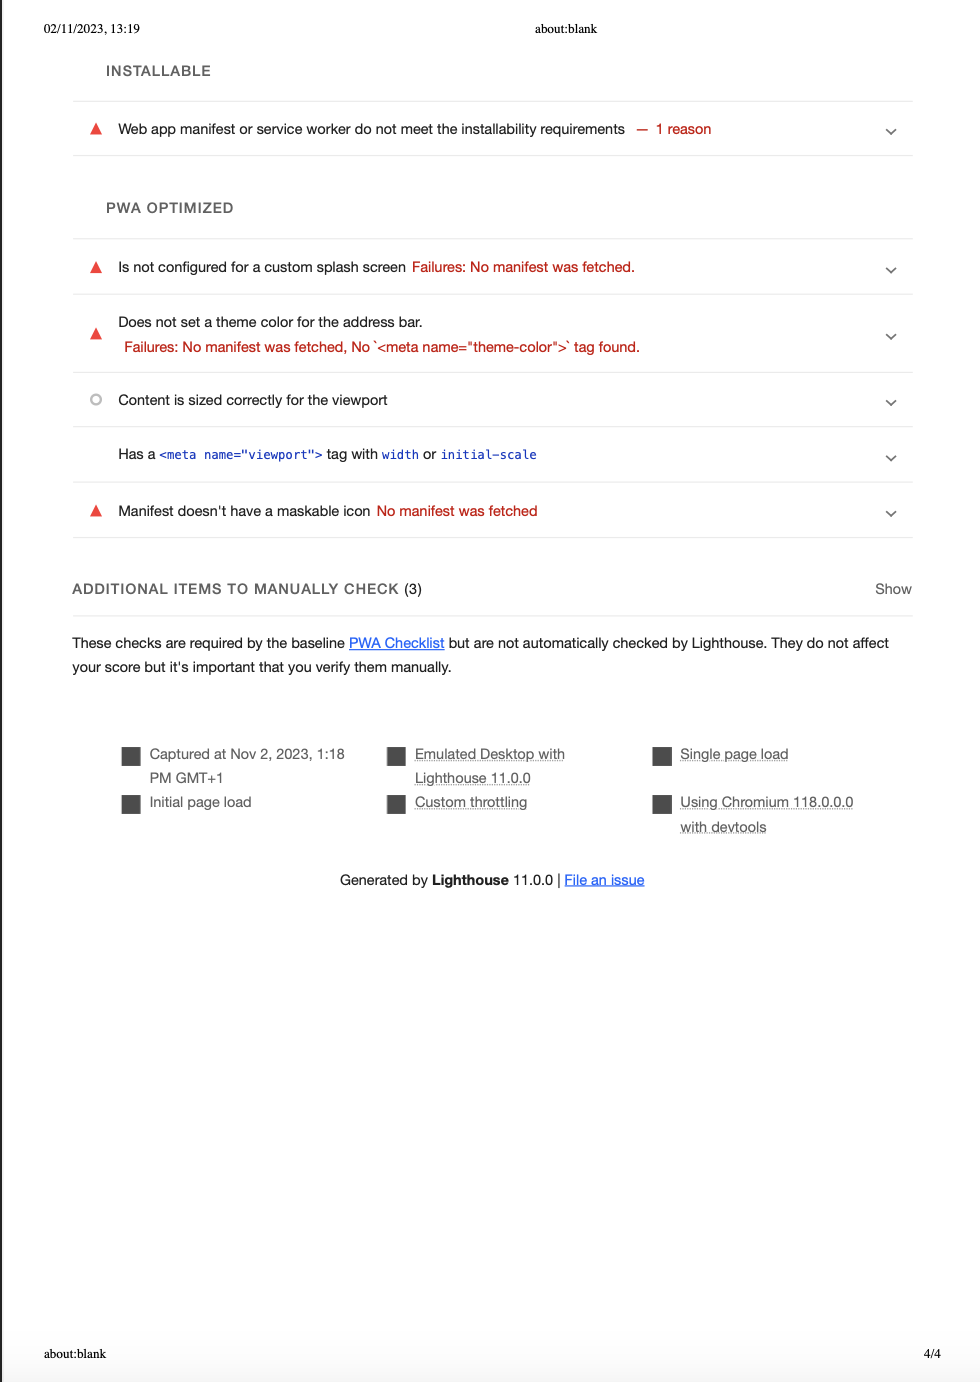 02/11/2023, 13:19
about:blank
INSTALLABLE
Web app manifest or service worker do not meet the installability requirements — 1 reason
PWA OPTIMIZED
Is not configured for a custom splash screen Failures: No manifest was fetched.
Does not set a theme color for the address bar.
Failures: No manifest was fetched, No `<meta name="theme-color">` tag found.
Content is sized correctly for the viewport
Has a <meta name="viewport"> tag with width or initial-scale
Manifest doesn't have a maskable icon No manifest was fetched
ADDITIONAL ITEMS TO MANUALLY CHECK (3)
Show
These checks are required by the baseline PWA Checklist but are not automatically checked by Lighthouse. They do not affect
your score but it's important that you verify them manually.
Captured at Nov 2, 2023, 1:18
PM GMT+1
Emulated Desktop with
Lighthouse 11.0.0
Single page load
Initial page load
Custom throttling
Using Chromium 118.0.0.0
with devtools
Generated by Lighthouse 11.0.0 | File an issue
about:blank
4/4